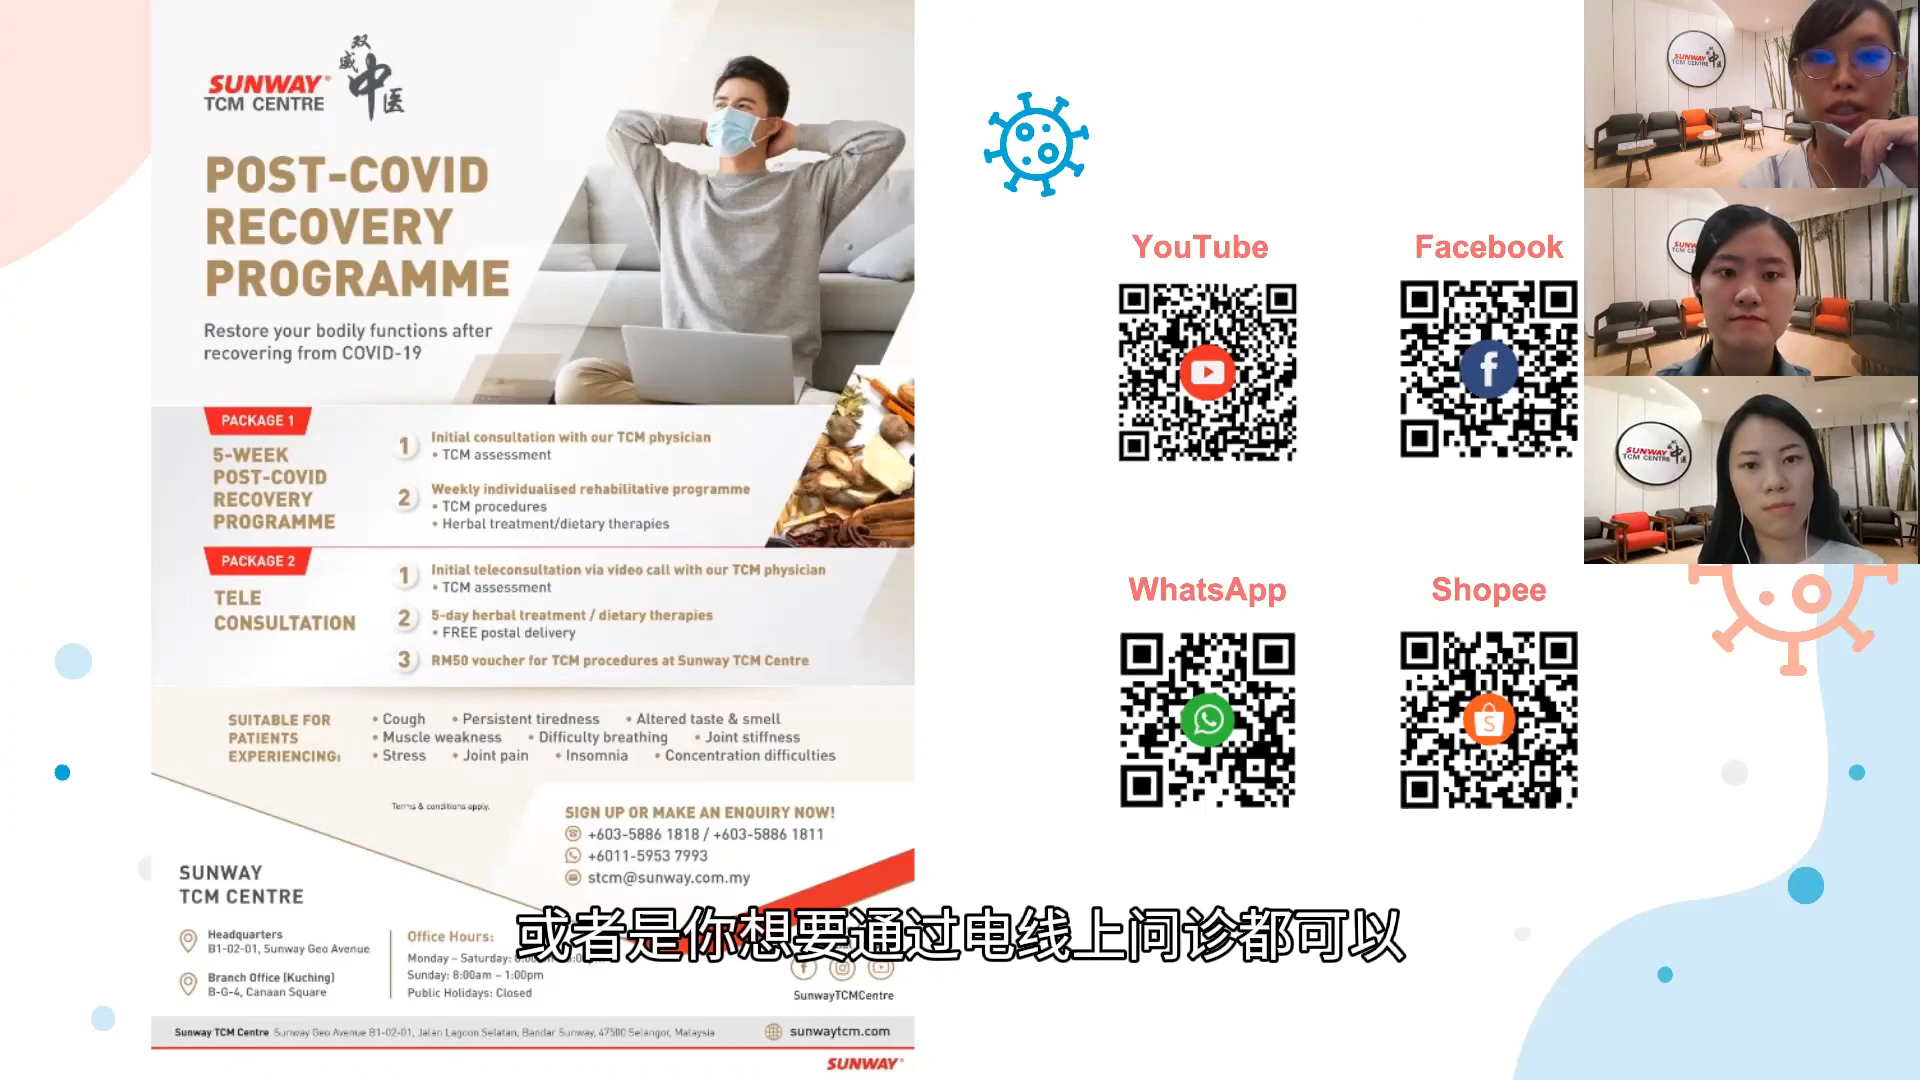 SUNWAY
TCM CENTRE
双威中医
POST-COVID
RECOVERY
PROGRAMME
Restore your bodily functions after
recovering from COVID-19
PACKAGE 1
5-WEEK
POST-COVID
RECOVERY
PROGRAMME
1 Initial consultation with our TCM physician
• TCM assessment
2 Weekly individualised rehabilitative programme
• TCM procedures
• Herbal treatment/dietary therapies
PACKAGE 2
TELE
CONSULTATION
1 Initial teleconsultation via video call with our TCM physician
• TCM assessment
2 5-day herbal treatment / dietary therapies
• FREE postal delivery
3 RM50 voucher for TCM procedures at Sunway TCM Centre
SUITABLE FOR
PATIENTS
EXPERIENCING:
• Cough • Persistent tiredness • Altered taste & smell
• Muscle weakness • Difficulty breathing • Joint stiffness
• Stress • Joint pain • Insomnia • Concentration difficulties
Terms & conditions apply.
SIGN UP OR MAKE AN ENQUIRY NOW!
+603-5886 1818 / +603-5886 1811
+6011-5953 7993
stcm@sunway.com.my
SUNWAY
TCM CENTRE
Headquarters
B1-02-01, Sunway Geo Avenue
Branch Office (Kuching)
B-G-4, Canaan Square
Office Hours:
Monday – Saturday:
Sunday: 8:00am – 1:00pm
Public Holidays: Closed
SunwayTCMCentre
Sunway TCM Centre Sunway Geo Avenue B1-02-01, Jalan Lagoon Selatan, Bandar Sunway, 47500 Selangor, Malaysia
sunwaytcm.com
SUNWAY
YouTube
Facebook
WhatsApp
Shopee
SUNWAY
TCM CENTRE
中医
SUNWAY
TCM CENTRE
中医
或者是你想要通过电线上问诊都可以